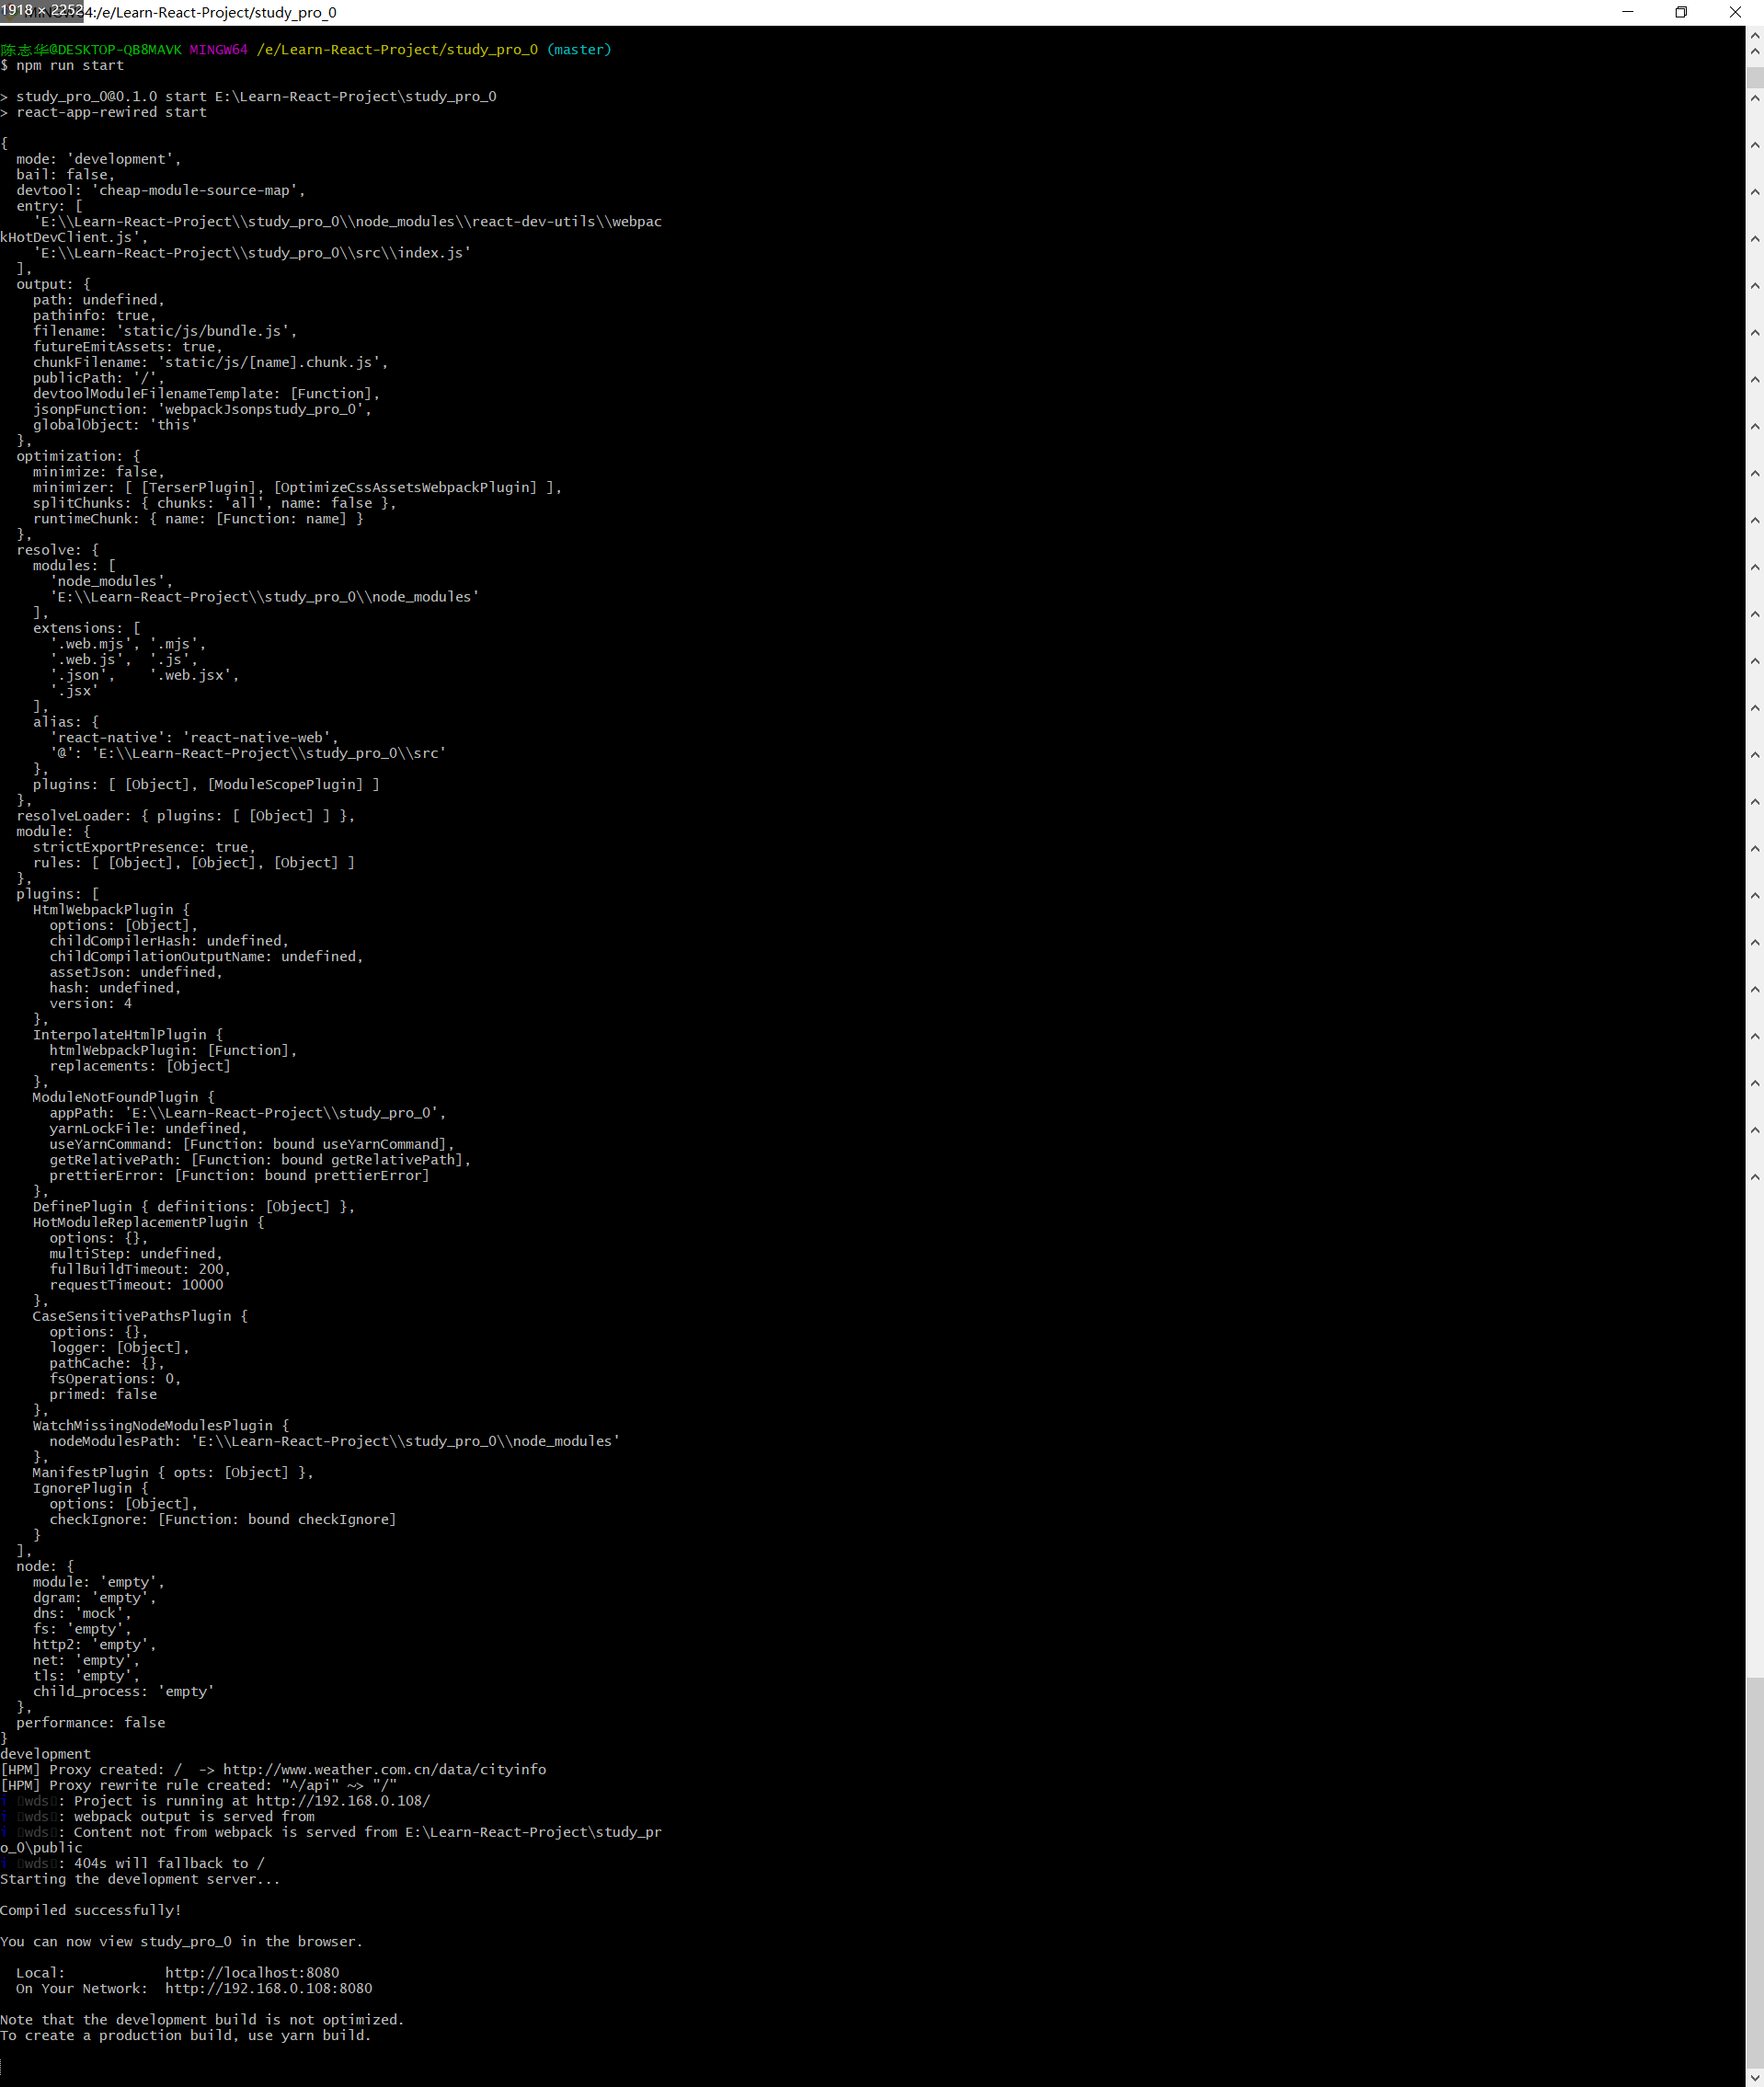 1918 × 2252
MINGW64:/e/Learn-React-Project/study_pro_0
陈志华@DESKTOP-QB8MAVK MINGW64 /e/Learn-React-Project/study_pro_0 (master)
$ npm run start
> study_pro_0@0.1.0 start E:\Learn-React-Project\study_pro_0
> react-app-rewired start
{
  mode: 'development',
  bail: false,
  devtool: 'cheap-module-source-map',
  entry: [
    'E:\\Learn-React-Project\\study_pro_0\\node_modules\\react-dev-utils\\webpac
kHotDevClient.js',
    'E:\\Learn-React-Project\\study_pro_0\\src\\index.js'
  ],
  output: {
    path: undefined,
    pathinfo: true,
    filename: 'static/js/bundle.js',
    futureEmitAssets: true,
    chunkFilename: 'static/js/[name].chunk.js',
    publicPath: '/',
    devtoolModuleFilenameTemplate: [Function],
    jsonpFunction: 'webpackJsonpstudy_pro_0',
    globalObject: 'this'
  },
  optimization: {
    minimize: false,
    minimizer: [ [TerserPlugin], [OptimizeCssAssetsWebpackPlugin] ],
    splitChunks: { chunks: 'all', name: false },
    runtimeChunk: { name: [Function: name] }
  },
  resolve: {
    modules: [
      'node_modules',
      'E:\\Learn-React-Project\\study_pro_0\\node_modules'
    ],
    extensions: [
      '.web.mjs', '.mjs',
      '.web.js',  '.js',
      '.json',    '.web.jsx',
      '.jsx'
    ],
    alias: {
      'react-native': 'react-native-web',
      '@': 'E:\\Learn-React-Project\\study_pro_0\\src'
    },
    plugins: [ [Object], [ModuleScopePlugin] ]
  },
  resolveLoader: { plugins: [ [Object] ] },
  module: {
    strictExportPresence: true,
    rules: [ [Object], [Object], [Object] ]
  },
  plugins: [
    HtmlWebpackPlugin {
      options: [Object],
      childCompilerHash: undefined,
      childCompilationOutputName: undefined,
      assetJson: undefined,
      hash: undefined,
      version: 4
    },
    InterpolateHtmlPlugin {
      htmlWebpackPlugin: [Function],
      replacements: [Object]
    },
    ModuleNotFoundPlugin {
      appPath: 'E:\\Learn-React-Project\\study_pro_0',
      yarnLockFile: undefined,
      useYarnCommand: [Function: bound useYarnCommand],
      getRelativePath: [Function: bound getRelativePath],
      prettierError: [Function: bound prettierError]
    },
    DefinePlugin { definitions: [Object] },
    HotModuleReplacementPlugin {
      options: {},
      multiStep: undefined,
      fullBuildTimeout: 200,
      requestTimeout: 10000
    },
    CaseSensitivePathsPlugin {
      options: {},
      logger: [Object],
      pathCache: {},
      fsOperations: 0,
      primed: false
    },
    WatchMissingNodeModulesPlugin {
      nodeModulesPath: 'E:\\Learn-React-Project\\study_pro_0\\node_modules'
    },
    ManifestPlugin { opts: [Object] },
    IgnorePlugin {
      options: [Object],
      checkIgnore: [Function: bound checkIgnore]
    }
  ],
  node: {
    module: 'empty',
    dgram: 'empty',
    dns: 'mock',
    fs: 'empty',
    http2: 'empty',
    net: 'empty',
    tls: 'empty',
    child_process: 'empty'
  },
  performance: false
}
development
[HPM] Proxy created: /  -> http://www.weather.com.cn/data/cityinfo
[HPM] Proxy rewrite rule created: "^/api" ~> "/"
i wds: Project is running at http://192.168.0.108/
i wds: webpack output is served from
i wds: Content not from webpack is served from E:\Learn-React-Project\study_pr
o_0\public
i wds: 404s will fallback to /
Starting the development server...
Compiled successfully!
You can now view study_pro_0 in the browser.
  Local:            http://localhost:8080
  On Your Network:  http://192.168.0.108:8080
Note that the development build is not optimized.
To create a production build, use yarn build.